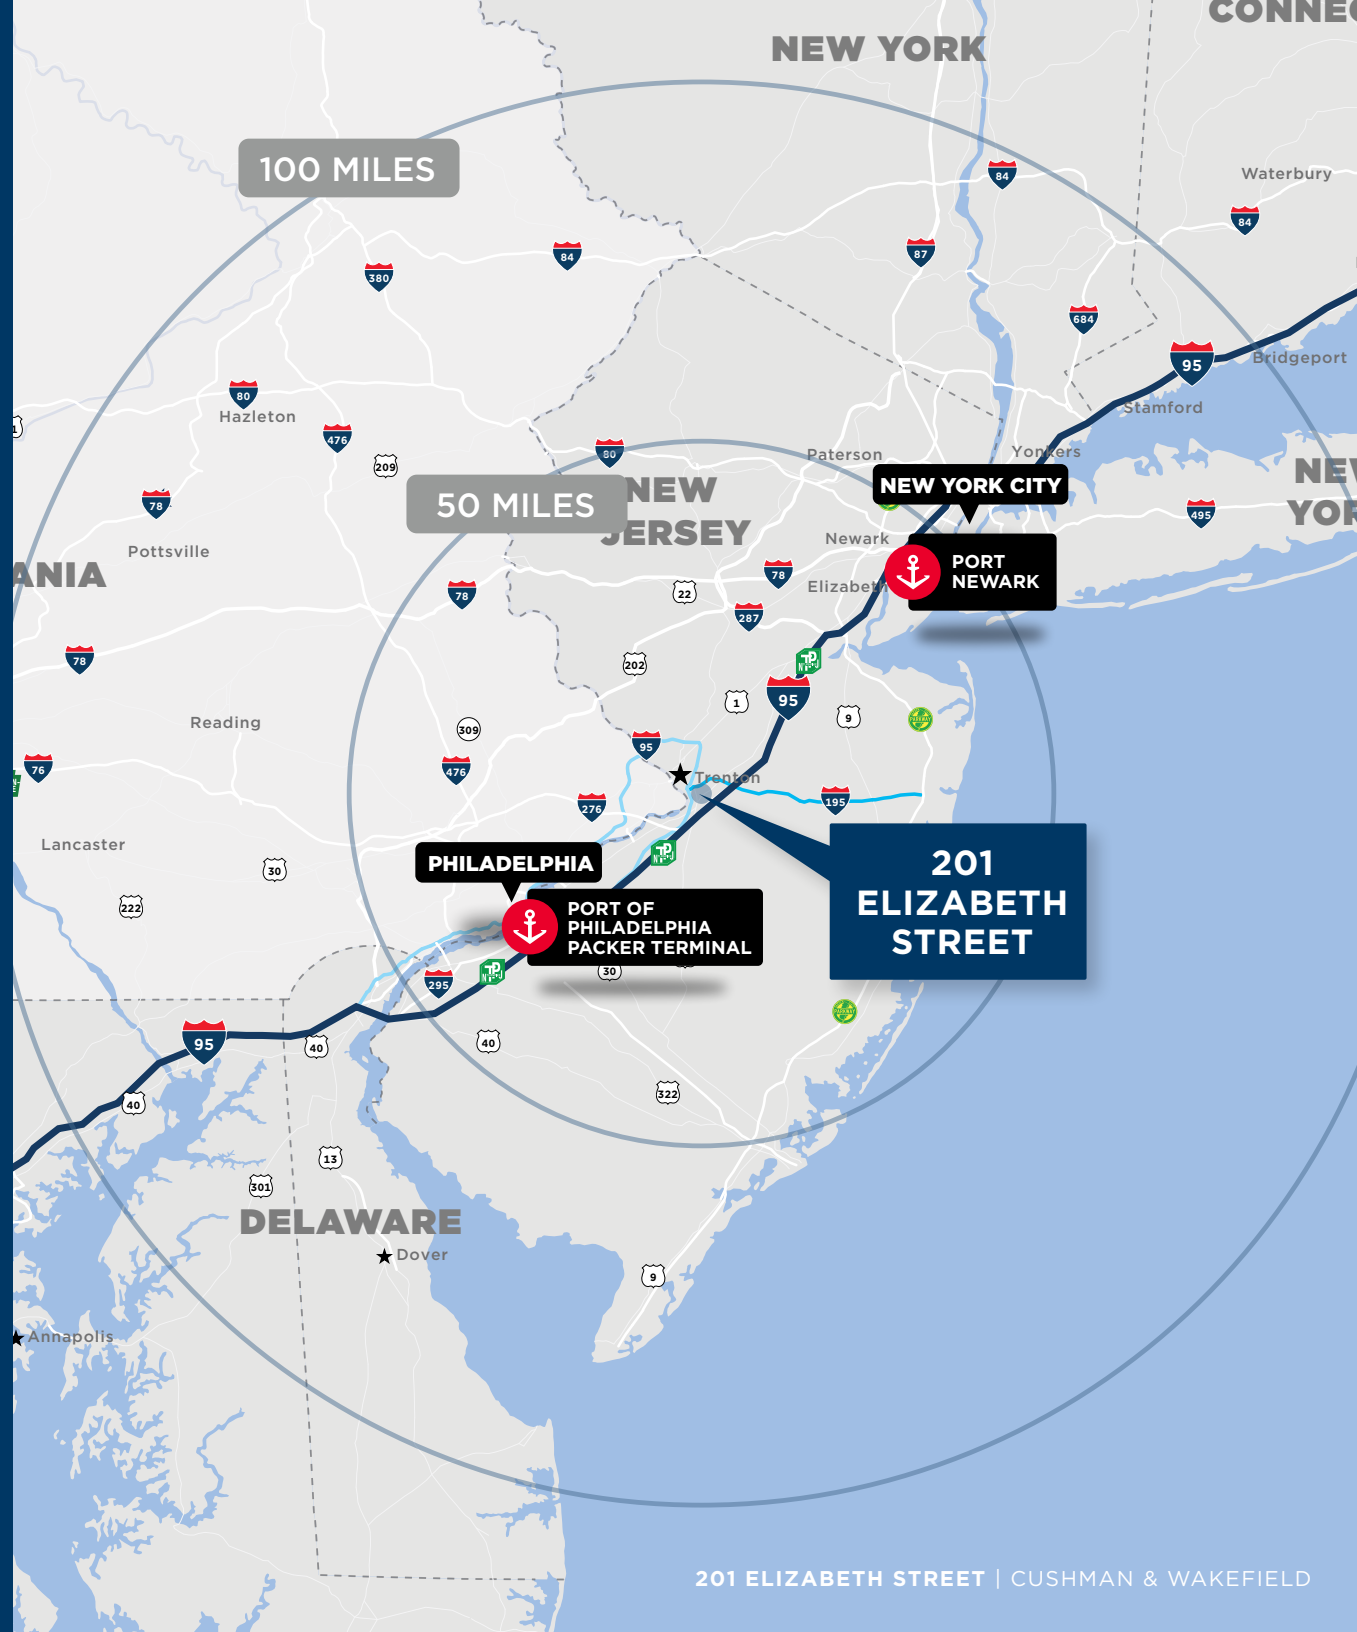 CONNEC
NEW YORK
100 MILES
84
Waterbury
84
87
84
380
684
95
Bridgeport
80
Hazleton
Stamford
476
209
80
Paterson
Yonkers
NEW YORK CITY
NEW
JERSEY
50 MILES
NEW
YOR
78
495
Pottsville
Newark
PORT
NEWARK
ANIA
78
78
22
Elizabeth
287
78
202
95
1
9
PARKWAY
Reading
309
95
476
76
Trenton
276
195
Lancaster
30
222
PHILADELPHIA
201
ELIZABETH
STREET
PORT OF
PHILADELPHIA
PACKER TERMINAL
30
295
PARKWAY
95
40
40
40
322
13
301
DELAWARE
Dover
9
Annapolis
201 ELIZABETH STREET | CUSHMAN & WAKEFIELD